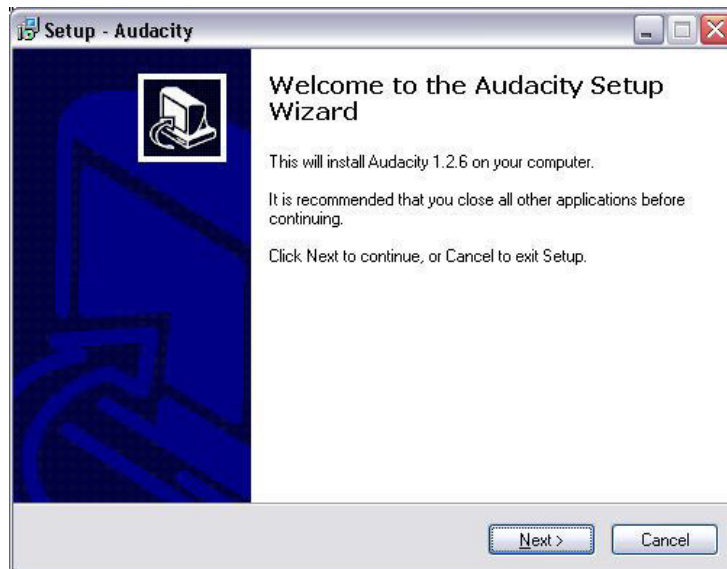 Setup - Audacity
Welcome to the Audacity Setup
Wizard
This will install Audacity 1.2.6 on your computer.
It is recommended that you close all other applications before
continuing.
Click Next to continue, or Cancel to exit Setup.
Next >
Cancel